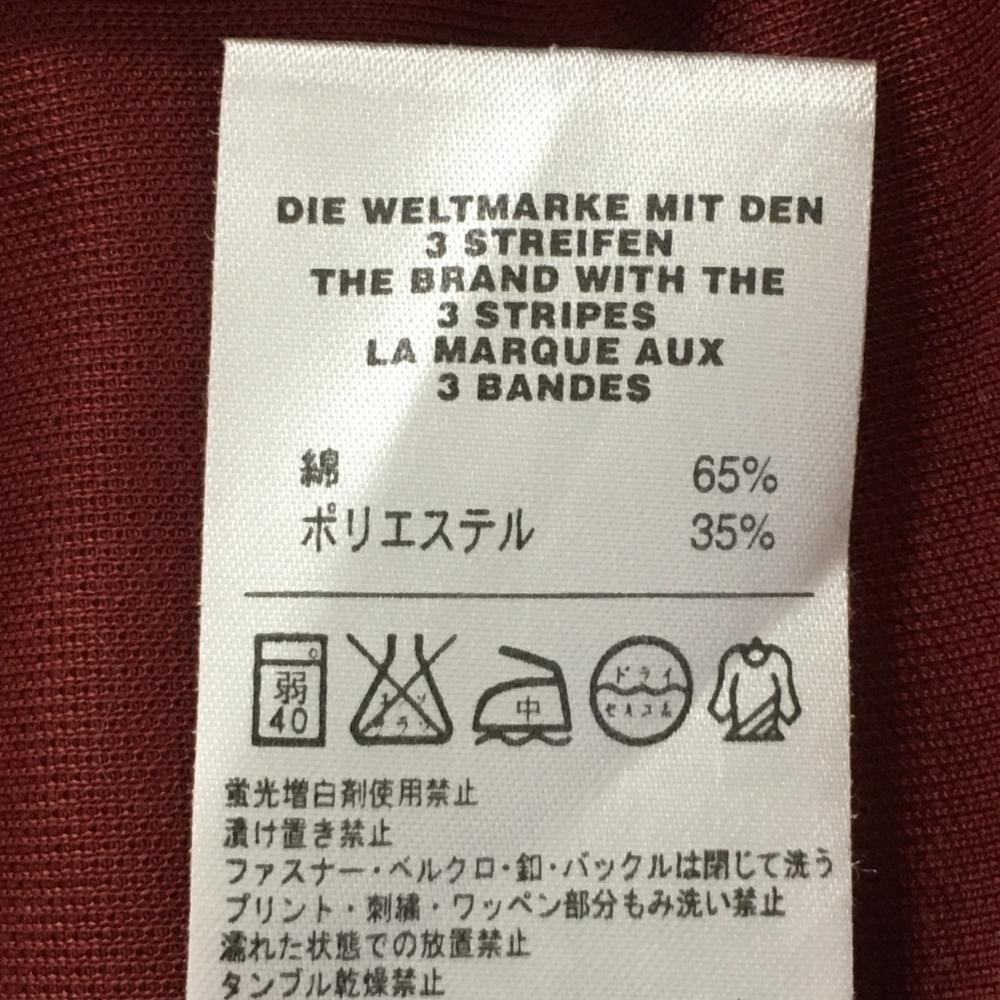 DIE WELTMARKE MIT DEN
3 STREIFEN
THE BRAND WITH THE
3 STRIPES
LA MARQUE AUX
3 BANDES
綿 65%
ポリエステル 35%
弱
40
中
ドライ
セキユ系
蛍光増白剤使用禁止
漬け置き禁止
ファスナー・ベルクロ・釦・バックルは閉じて洗う
プリント・刺繍・ワッペン部分もみ洗い禁止
濡れた状態での放置禁止
タンブル乾燥禁止